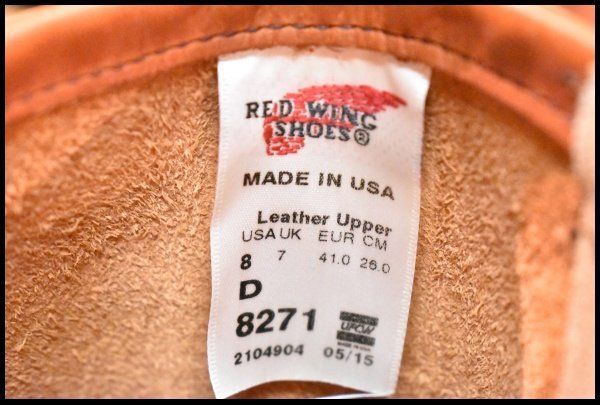 RED WING
SHOES®
MADE IN USA
Leather Upper
USA UK EUR CM
8 7 41.0 26.0
D
8271
UFCW
2104904 05/15